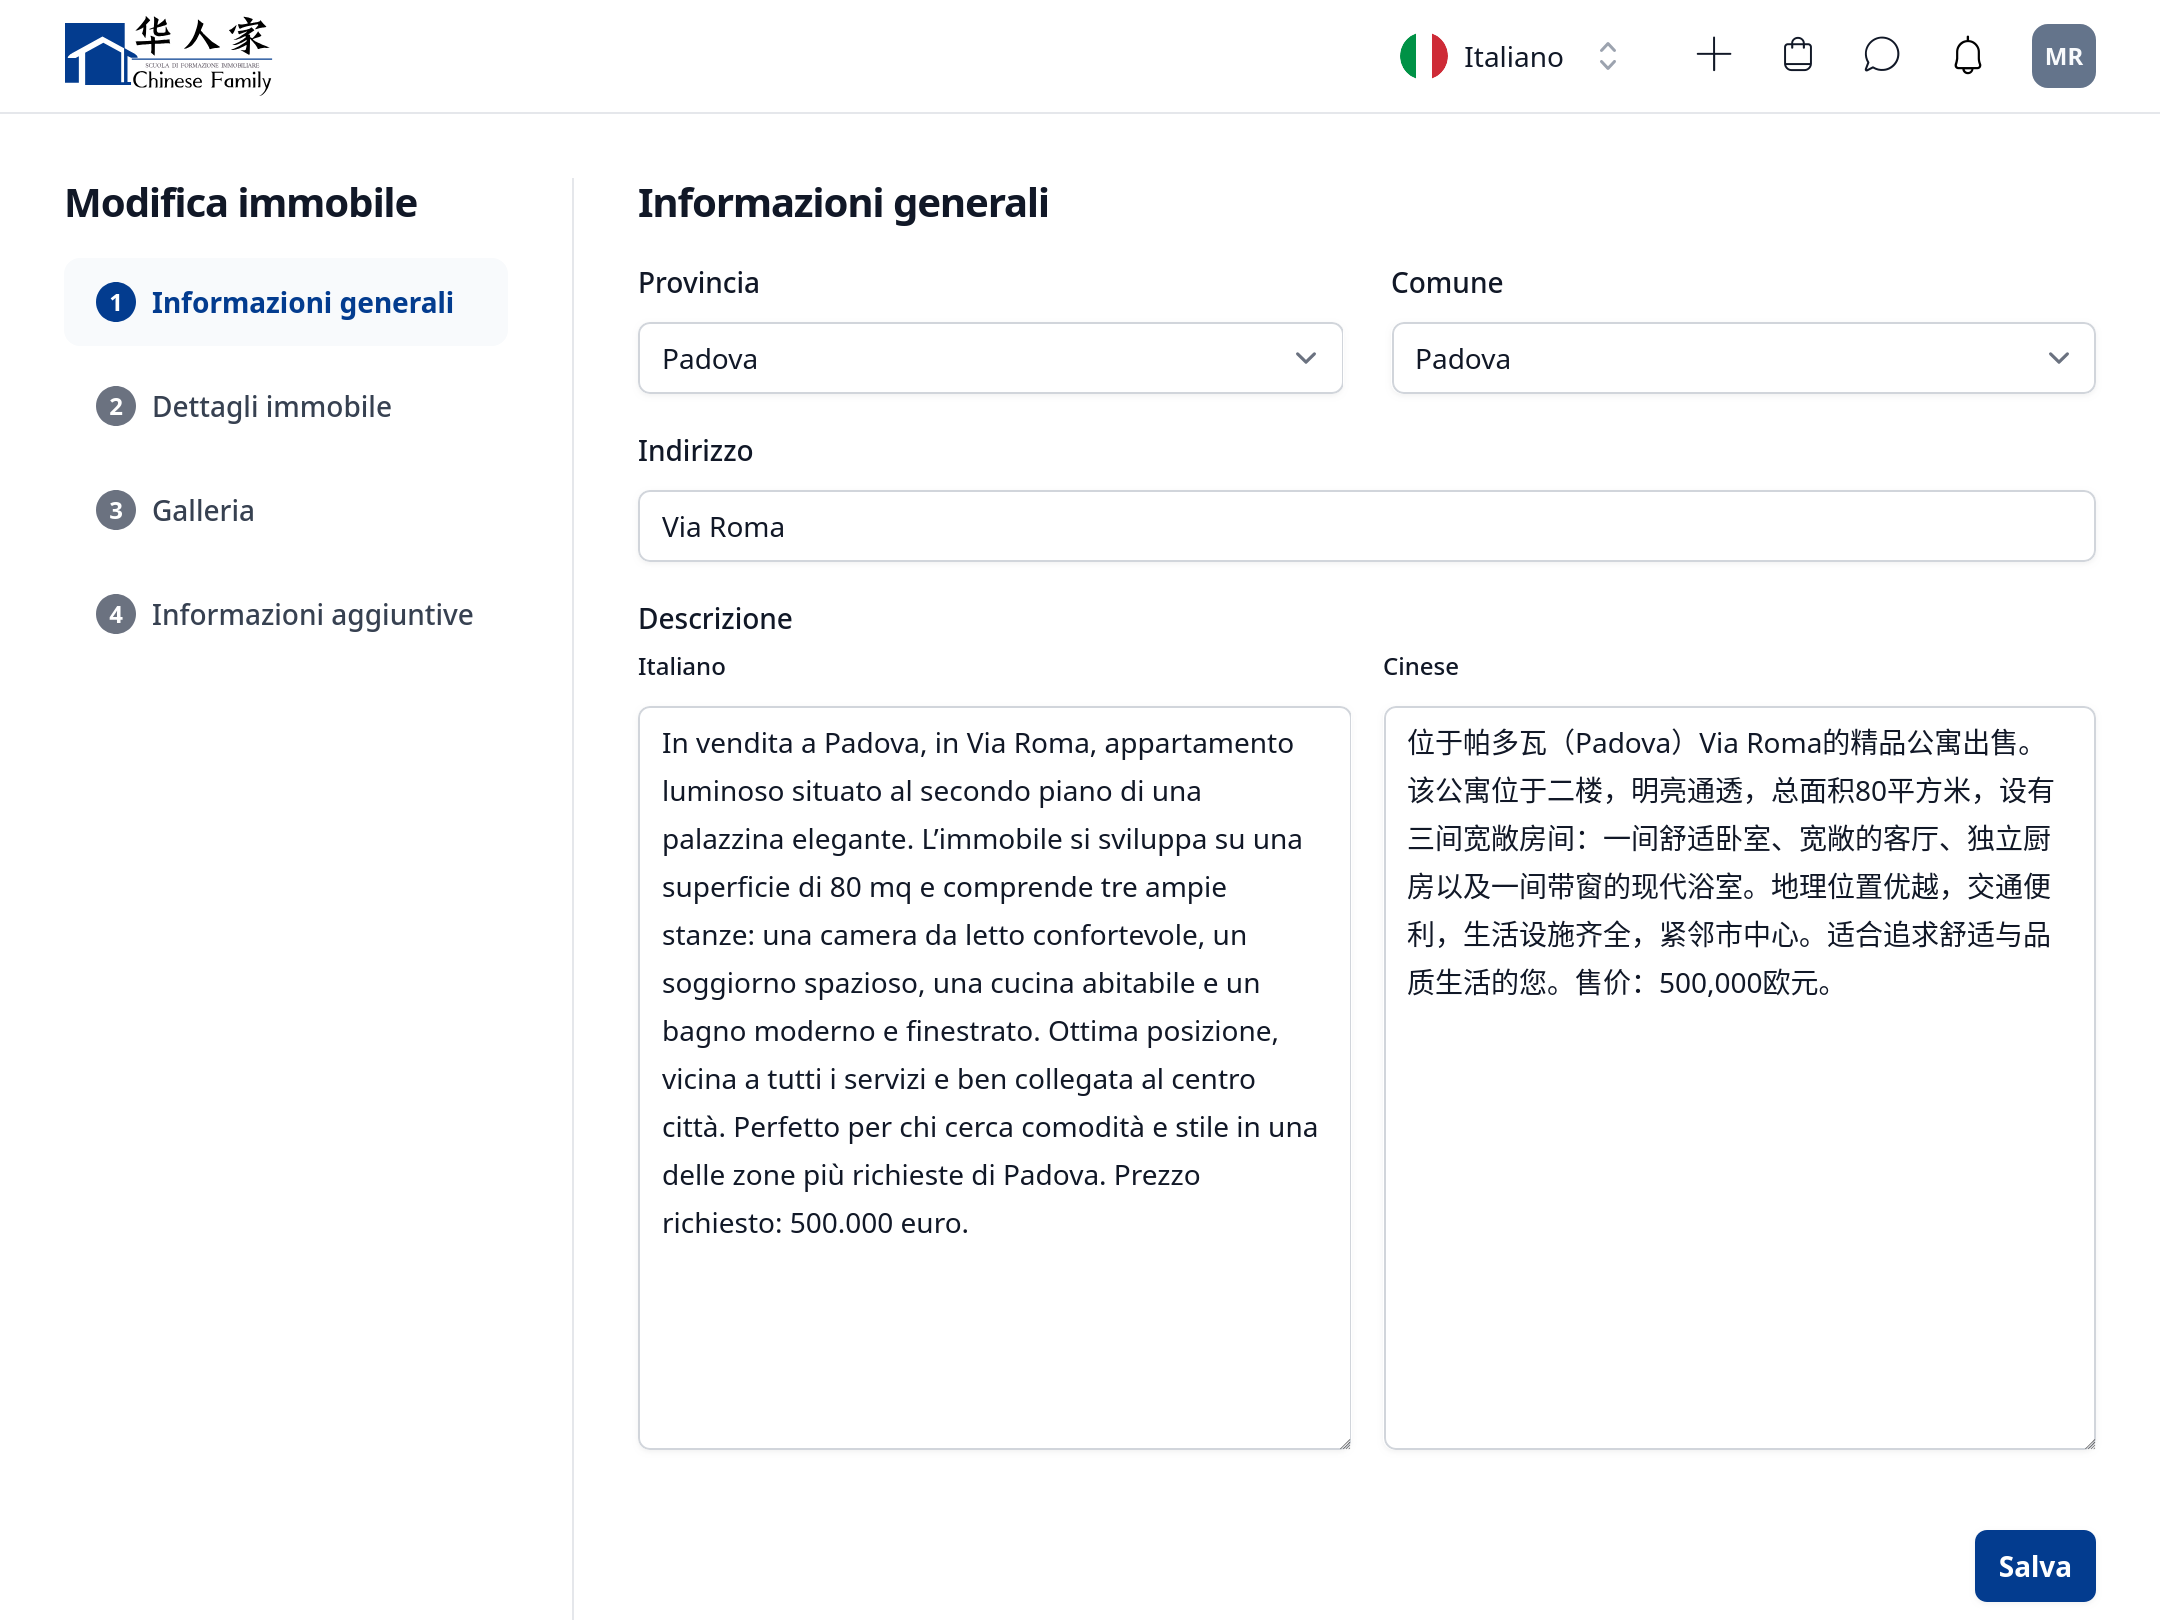 华人家
SCUOLA DI FORMAZIONE IMMOBILIARE
Chinese Family
Italiano
MR
Modifica immobile
1 Informazioni generali
2 Dettagli immobile
3 Galleria
4 Informazioni aggiuntive
Informazioni generali
Provincia
Padova
Comune
Padova
Indirizzo
Via Roma
Descrizione
Italiano
In vendita a Padova, in Via Roma, appartamento
luminoso situato al secondo piano di una
palazzina elegante. L’immobile si sviluppa su una
superficie di 80 mq e comprende tre ampie
stanze: una camera da letto confortevole, un
soggiorno spazioso, una cucina abitabile e un
bagno moderno e finestrato. Ottima posizione,
vicina a tutti i servizi e ben collegata al centro
città. Perfetto per chi cerca comodità e stile in una
delle zone più richieste di Padova. Prezzo
richiesto: 500.000 euro.
Cinese
位于帕多瓦（Padova）Via Roma的精品公寓出售。
该公寓位于二楼，明亮通透，总面积80平方米，设有
三间宽敞房间：一间舒适卧室、宽敞的客厅、独立厨
房以及一间带窗的现代浴室。地理位置优越，交通便
利，生活设施齐全，紧邻市中心。适合追求舒适与品
质生活的您。售价：500,000欧元。
Salva